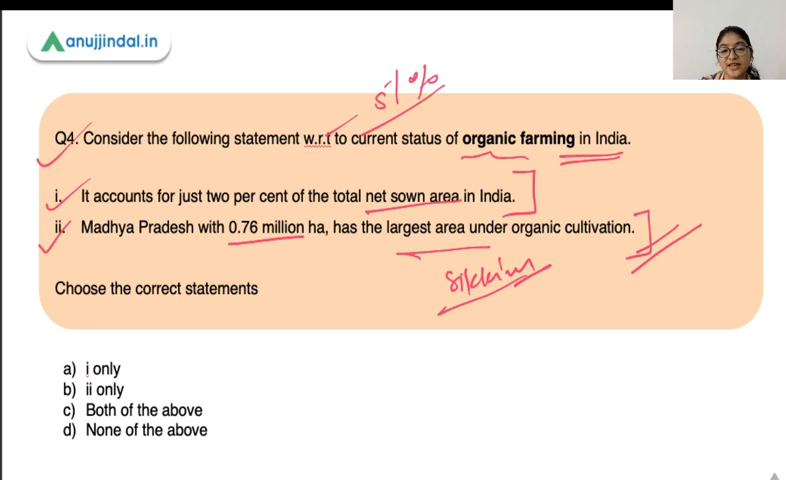 anujjindal.in
51%
Q4. Consider the following statement w.r.t to current status of organic farming in India.
i. It accounts for just two per cent of the total net sown area in India.
ii. Madhya Pradesh with 0.76 million ha, has the largest area under organic cultivation.
Sikkim
Choose the correct statements
a) i only
b) ii only
c) Both of the above
d) None of the above